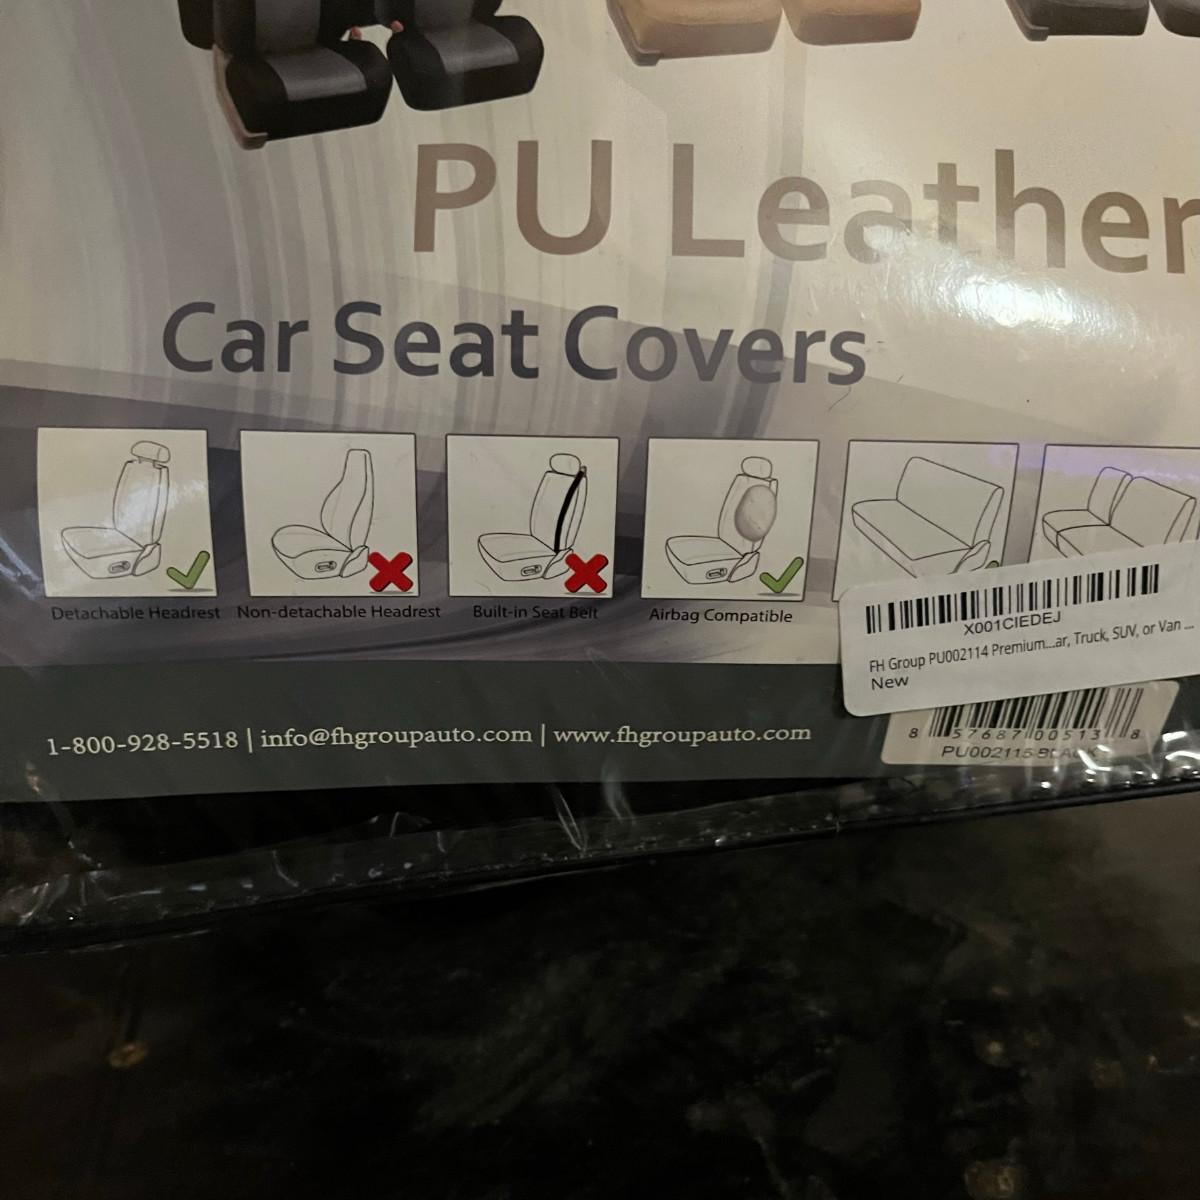 PU Leather
Car Seat Covers
Detachable Headrest
Non-detachable Headrest
Built-in Seat Belt
Airbag Compatible
X001CIEDEJ
FH Group PU002114 Premium...ar, Truck, SUV, or Van ...
New
1-800-928-5518 | info@fhgroupauto.com | www.fhgroupauto.com
8 57687 00513 8
PU002115 BLACK